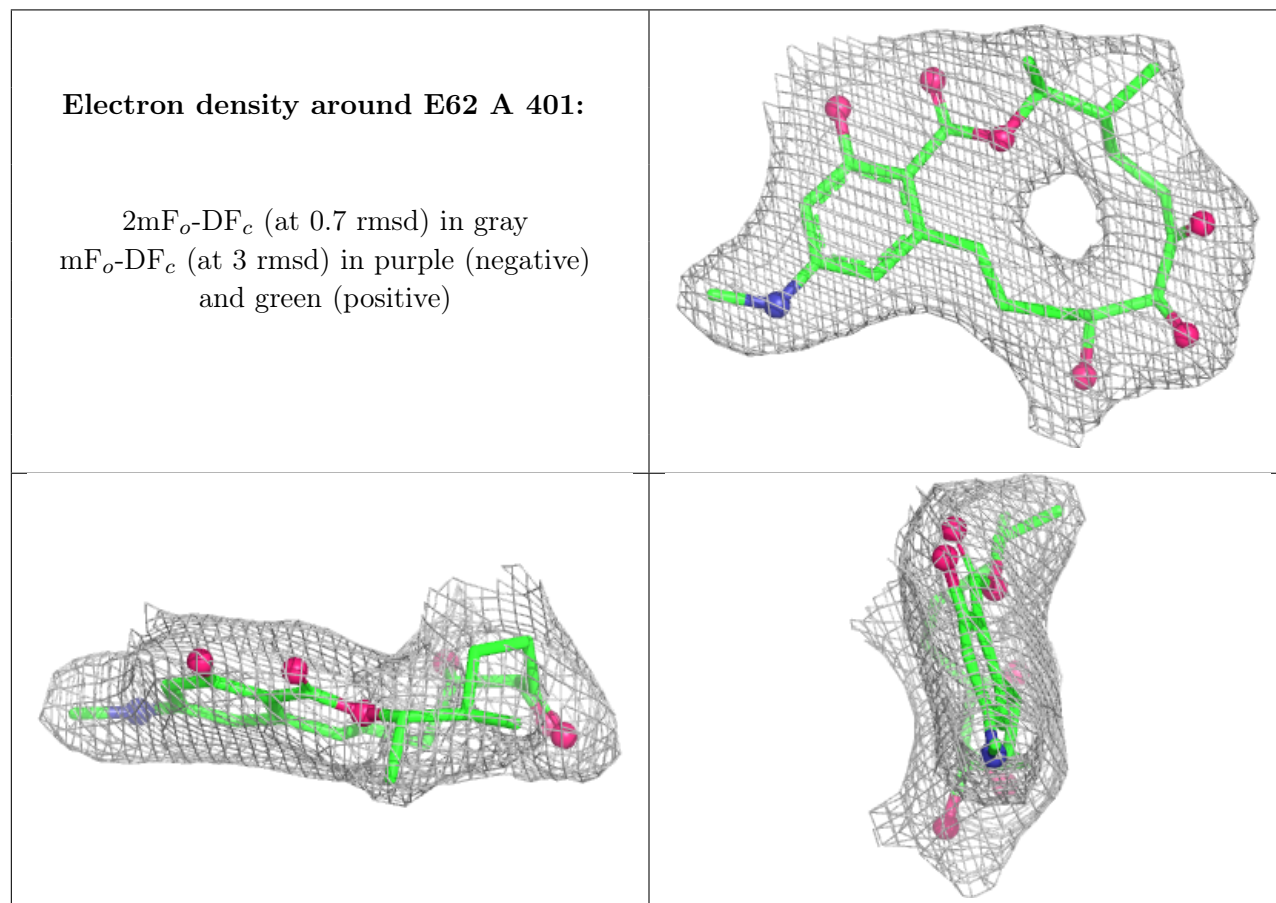 Electron density around E62 A 401:
2mFo-DFc (at 0.7 rmsd) in gray
mFo-DFc (at 3 rmsd) in purple (negative)
and green (positive)